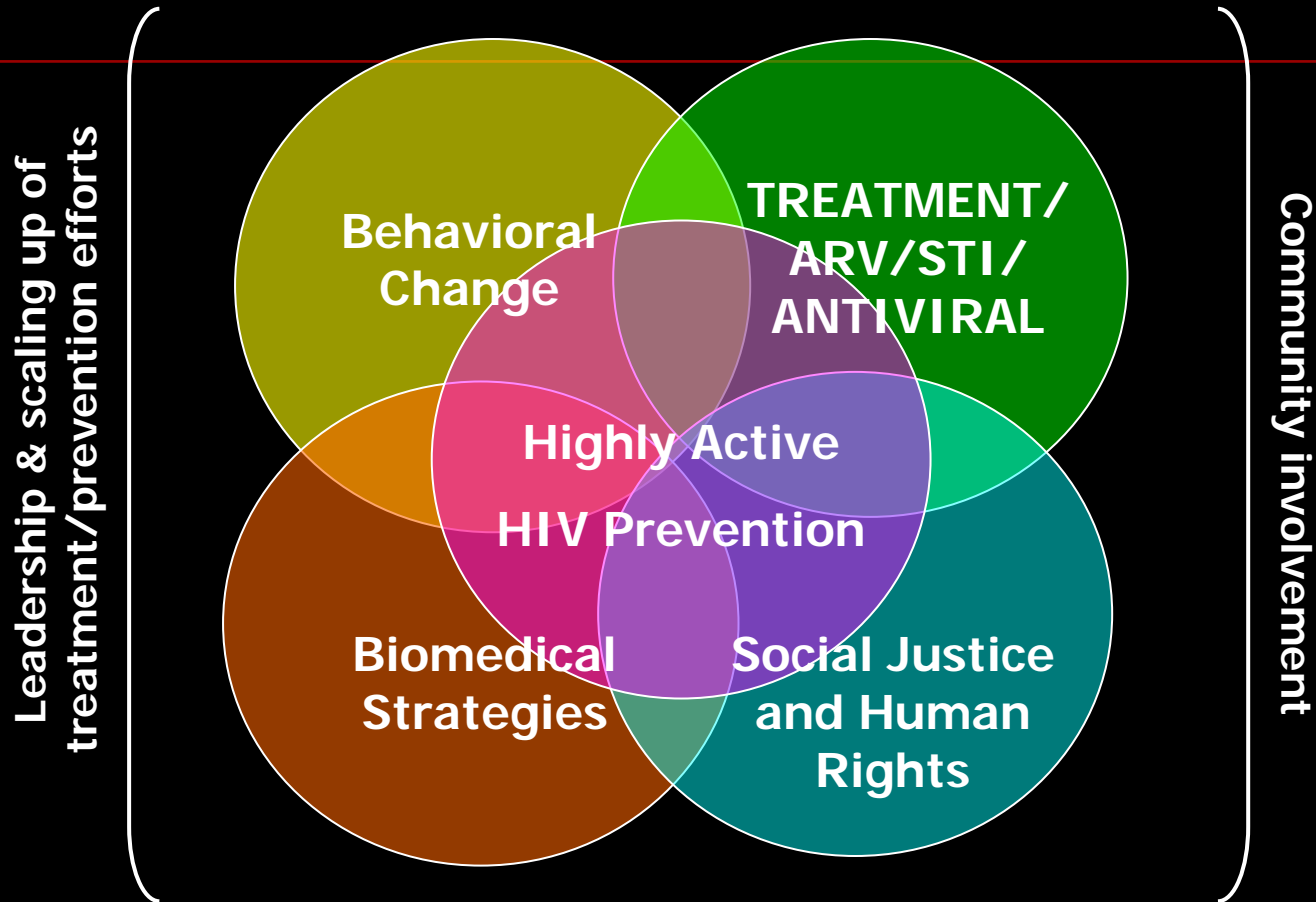 Leadership & scaling up of
treatment/prevention efforts
Behavioral
Change
TREATMENT/
ARV/STI/
ANTIVIRAL
Highly Active
HIV Prevention
Biomedical
Strategies
Social Justice
and Human
Rights
Community involvement